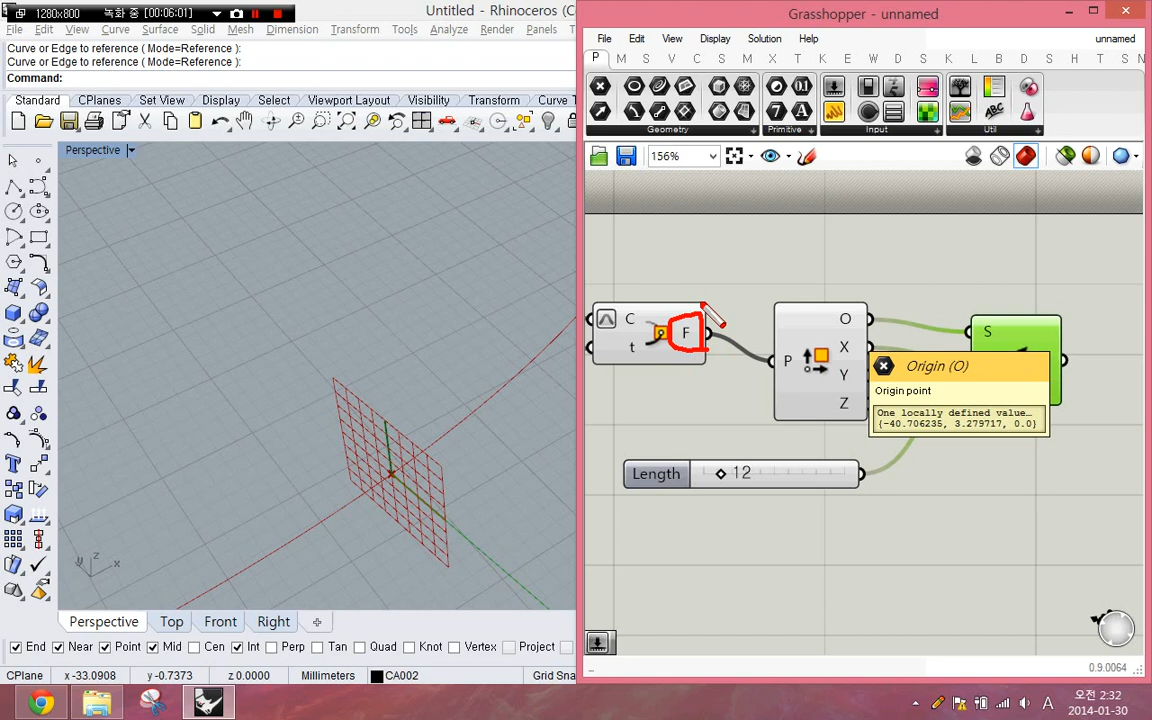 1280x800
녹화 중 [00:06:01]
Untitled - Rhinoceros (C
File Edit View Curve Surface Solid Mesh Dimension Transform Tools Analyze Render Panels
Curve or Edge to reference ( Mode=Reference ):
Curve or Edge to reference ( Mode=Reference ):
Command:
Standard CPlanes Set View Display Select Viewport Layout Visibility Transform Curve T
Perspective
z
y x
Perspective Top Front Right
End Near Point Mid Cen Int Perp Tan Quad Knot Vertex Project
CPlane x -33.0908 y -0.7373 z 0.0000 Millimeters CA002 Grid Sna
Grasshopper - unnamed
File Edit View Display Solution Help unnamed
P M S V C S M X D T W D S B D T H C T S N
Geometry Primitive Input Util
156%
C
t
F
P
O
X
Y
Z
S
Origin (O)
Origin point
One locally defined value…
{-40.706235, 3.279717, 0.0}
Length 12
0.9.0064
A
오전 2:32
2014-01-30